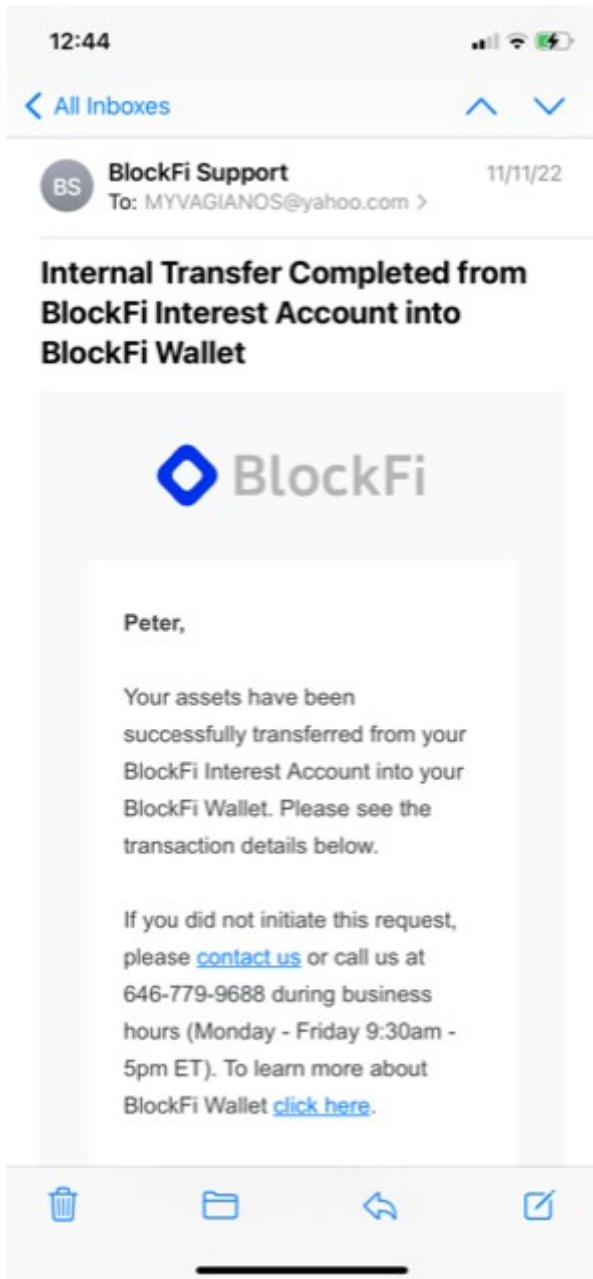 12:44
All Inboxes
BS
BlockFi Support
11/11/22
To: MYVAGIANOS@yahoo.com >
Internal Transfer Completed from
BlockFi Interest Account into
BlockFi Wallet
BlockFi
Peter,
Your assets have been
successfully transferred from your
BlockFi Interest Account into your
BlockFi Wallet. Please see the
transaction details below.
If you did not initiate this request,
please contact us or call us at
646-779-9688 during business
hours (Monday - Friday 9:30am -
5pm ET). To learn more about
BlockFi Wallet click here.